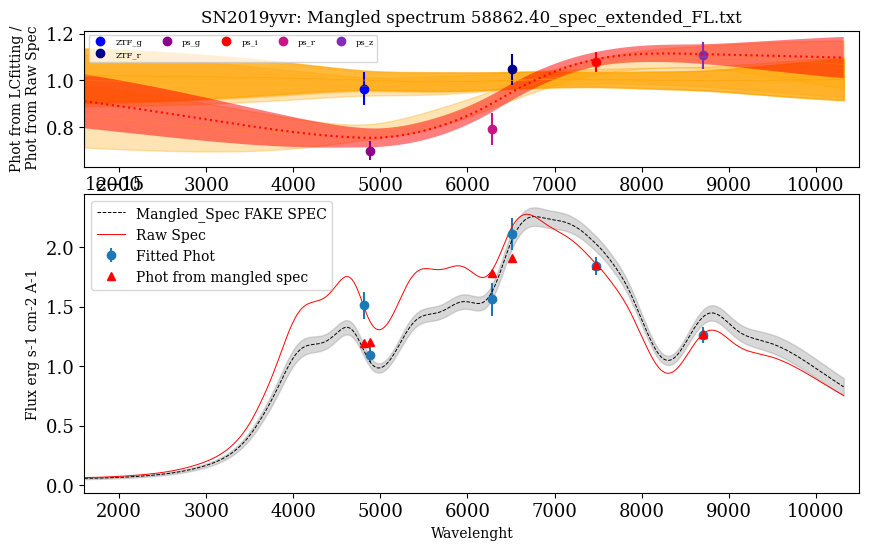 SN2019yvr: Mangled spectrum 58862.40_spec_extended_FL.txt
Phot from LCfitting /
Phot from Raw Spec
1.2
1.0
0.8
ZTF_g ps_g ps_i ps_r ps_z
ZTF_r
2000 3000 4000 5000 6000 7000 8000 9000 10000
Flux erg s-1 cm-2 A-1
2.0
1.5
1.0
0.5
0.0
Mangled_Spec FAKE SPEC
Raw Spec
Fitted Phot
Phot from mangled spec
2000 3000 4000 5000 6000 7000 8000 9000 10000
Wavelenght